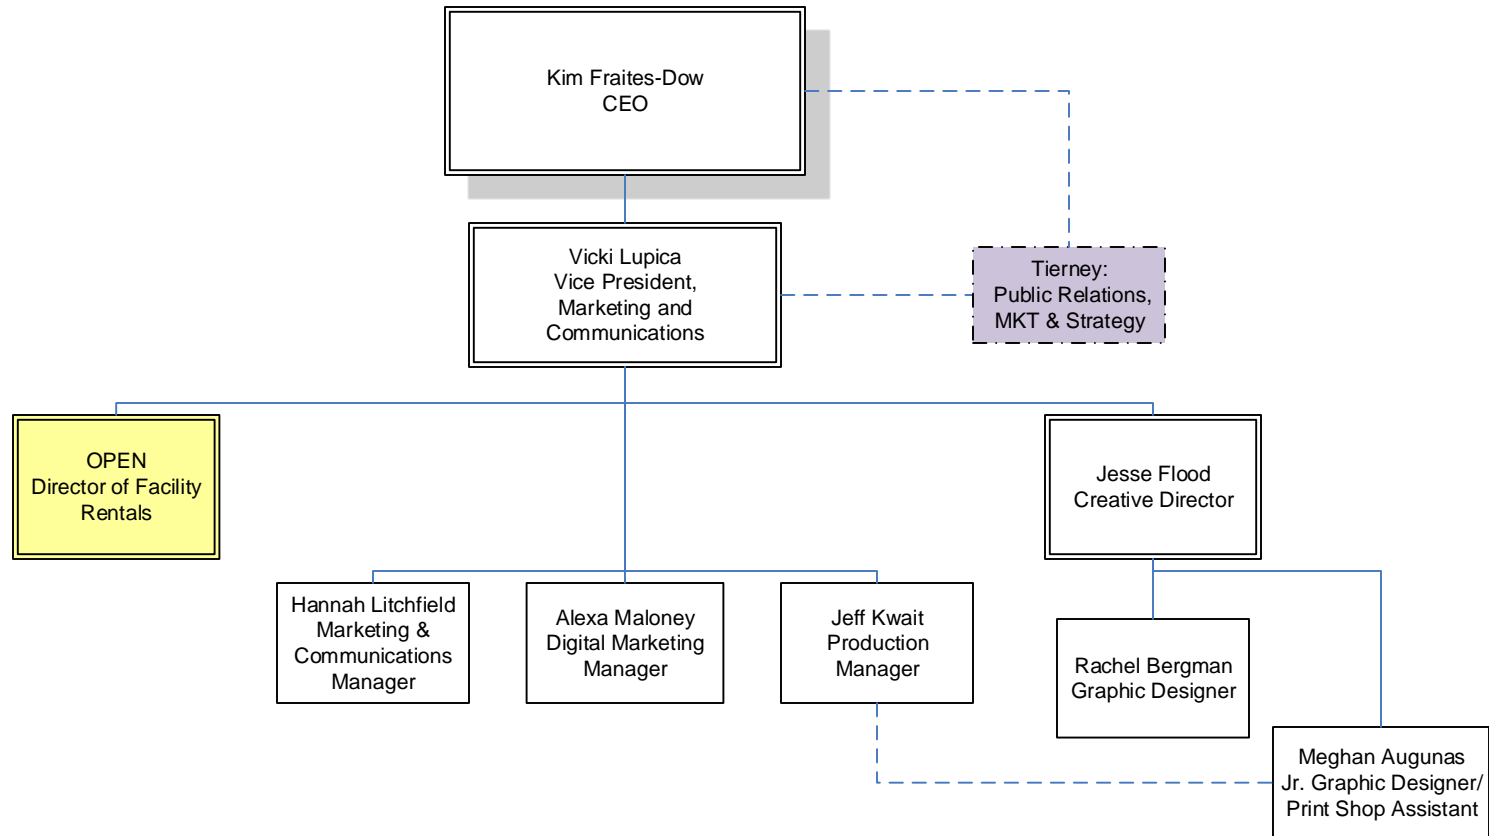 Kim Fraites-Dow
CEO
Vicki Lupica
Vice President,
Marketing and
Communications
Tierney:
Public Relations,
MKT & Strategy
OPEN
Director of Facility
Rentals
Jesse Flood
Creative Director
Hannah Litchfield
Marketing &
Communications
Manager
Alexa Maloney
Digital Marketing
Manager
Jeff Kwait
Production
Manager
Rachel Bergman
Graphic Designer
Meghan Augunas
Jr. Graphic Designer/
Print Shop Assistant